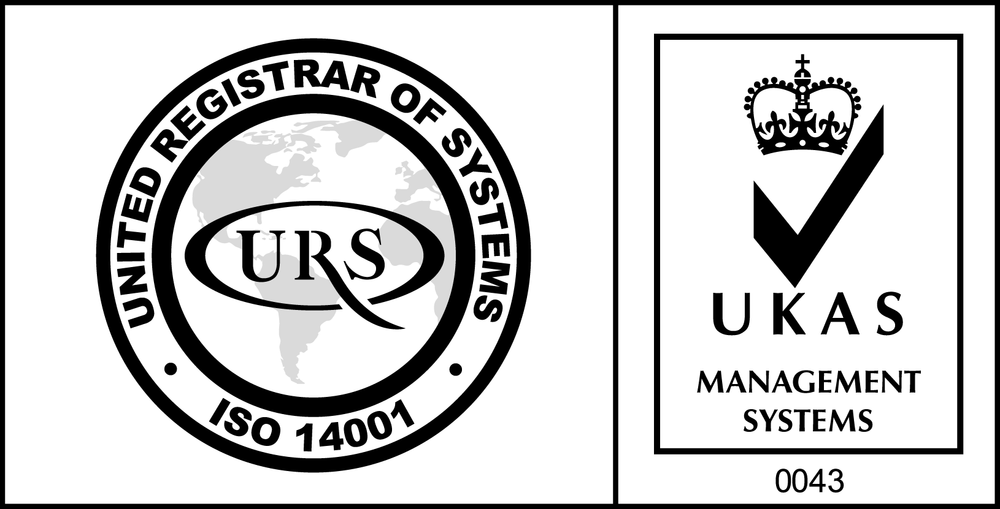 UNITED REGISTRAR OF SYSTEMS
URS
ISO 14001
UKAS
MANAGEMENT
SYSTEMS
0043